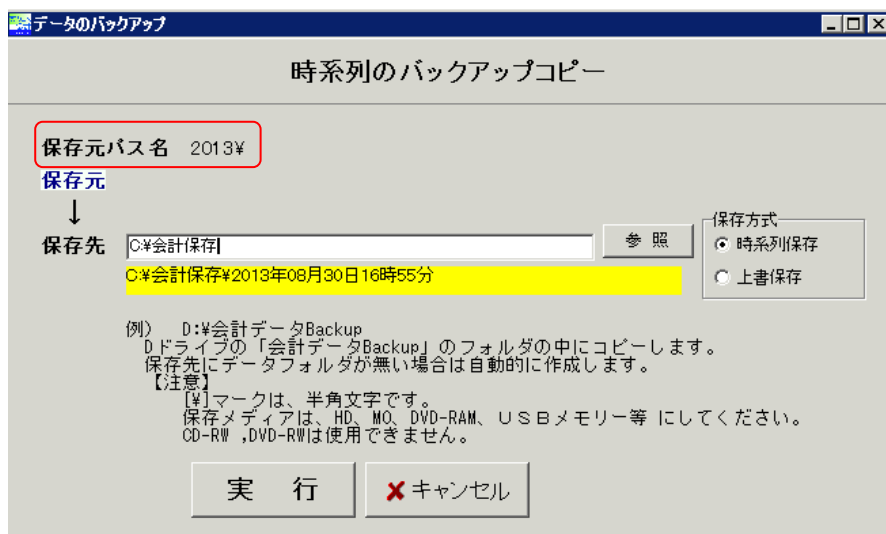 データのバックアップ
時系列のバックアップコピー
保存元パス名 2013¥
保存元
↓
保存先 C:¥会計保存 参 照
C:¥会計保存¥2013年08月30日16時55分
保存方式
時系列保存
上書保存
例） D:¥会計データBackup
Dドライブの「会計データBackup」のフォルダの中にコピーします。
保存先にデータフォルダが無い場合は自動的に作成します。
【注意】
[¥]マークは、半角文字です。
保存メディアは、HD、MO、DVD-RAM、ＵＳＢメモリー等 にしてください。
CD-RW ,DVD-RWは使用できません。
実 行 キャンセル